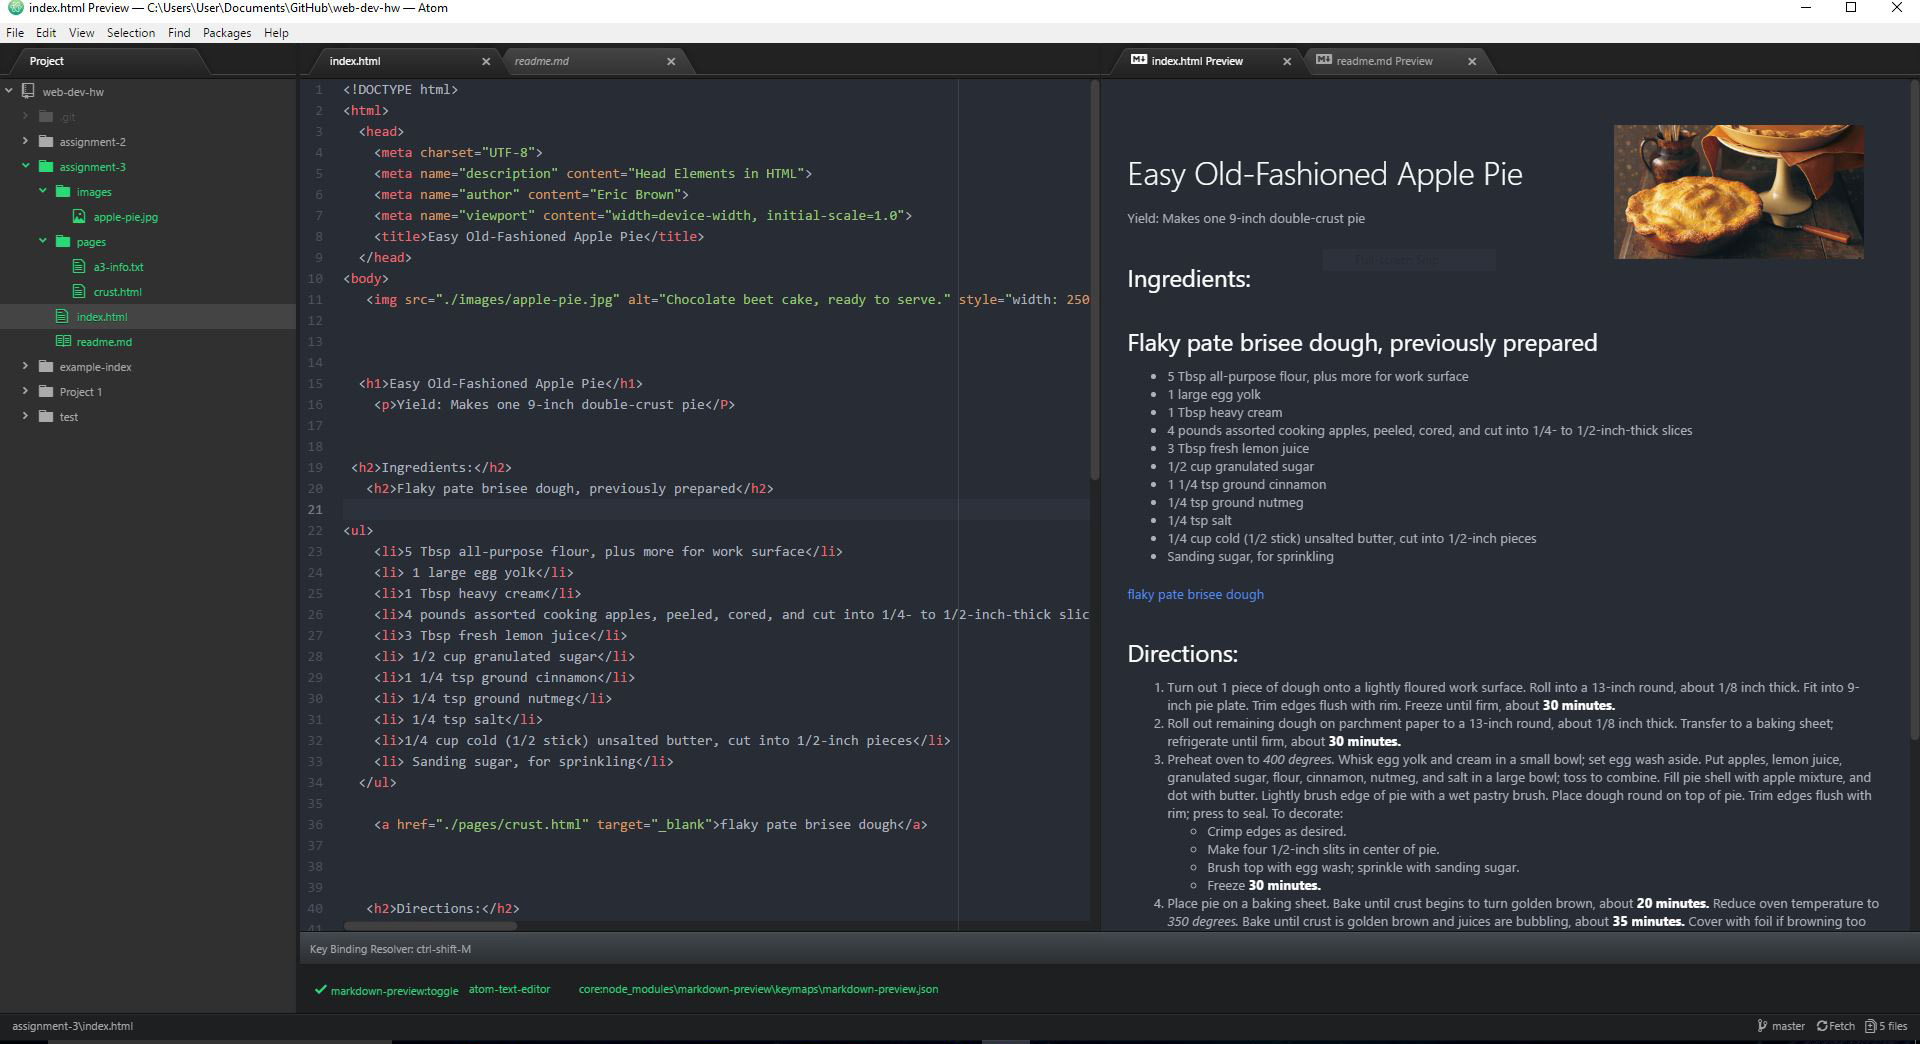 index.html Preview — C:\Users\User\Documents\GitHub\web-dev-hw — Atom
File Edit View Selection Find Packages Help
Project
web-dev-hw
.git
assignment-2
assignment-3
images
apple-pie.jpg
pages
a3-info.txt
crust.html
index.html
readme.md
example-index
Project 1
test
index.html
readme.md
1 <!DOCTYPE html>
2 <html>
3 <head>
4 <meta charset="UTF-8">
5 <meta name="description" content="Head Elements in HTML">
6 <meta name="author" content="Eric Brown">
7 <meta name="viewport" content="width=device-width, initial-scale=1.0">
8 <title>Easy Old-Fashioned Apple Pie</title>
9 </head>
10 <body>
11 <img src="./images/apple-pie.jpg" alt="Chocolate beet cake, ready to serve." style="width: 250
12
13
14
15 <h1>Easy Old-Fashioned Apple Pie</h1>
16 <p>Yield: Makes one 9-inch double-crust pie</P>
17
18
19 <h2>Ingredients:</h2>
20 <h2>Flaky pate brisee dough, previously prepared</h2>
21
22 <ul>
23 <li>5 Tbsp all-purpose flour, plus more for work surface</li>
24 <li> 1 large egg yolk</li>
25 <li>1 Tbsp heavy cream</li>
26 <li>4 pounds assorted cooking apples, peeled, cored, and cut into 1/4- to 1/2-inch-thick slic
27 <li>3 Tbsp fresh lemon juice</li>
28 <li> 1/2 cup granulated sugar</li>
29 <li>1 1/4 tsp ground cinnamon</li>
30 <li> 1/4 tsp ground nutmeg</li>
31 <li> 1/4 tsp salt</li>
32 <li>1/4 cup cold (1/2 stick) unsalted butter, cut into 1/2-inch pieces</li>
33 <li> Sanding sugar, for sprinkling</li>
34 </ul>
35
36 <a href="./pages/crust.html" target="_blank">flaky pate brisee dough</a>
37
38
39
40 <h2>Directions:</h2>
41
index.html Preview
readme.md Preview
Easy Old-Fashioned Apple Pie
Yield: Makes one 9-inch double-crust pie
Full-screen Snip
Ingredients:
Flaky pate brisee dough, previously prepared
• 5 Tbsp all-purpose flour, plus more for work surface
• 1 large egg yolk
• 1 Tbsp heavy cream
• 4 pounds assorted cooking apples, peeled, cored, and cut into 1/4- to 1/2-inch-thick slices
• 3 Tbsp fresh lemon juice
• 1/2 cup granulated sugar
• 1 1/4 tsp ground cinnamon
• 1/4 tsp ground nutmeg
• 1/4 tsp salt
• 1/4 cup cold (1/2 stick) unsalted butter, cut into 1/2-inch pieces
• Sanding sugar, for sprinkling
flaky pate brisee dough
Directions:
1. Turn out 1 piece of dough onto a lightly floured work surface. Roll into a 13-inch round, about 1/8 inch thick. Fit into 9-
inch pie plate. Trim edges flush with rim. Freeze until firm, about 30 minutes.
2. Roll out remaining dough on parchment paper to a 13-inch round, about 1/8 inch thick. Transfer to a baking sheet;
refrigerate until firm, about 30 minutes.
3. Preheat oven to 400 degrees. Whisk egg yolk and cream in a small bowl; set egg wash aside. Put apples, lemon juice,
granulated sugar, flour, cinnamon, nutmeg, and salt in a large bowl; toss to combine. Fill pie shell with apple mixture, and
dot with butter. Lightly brush edge of pie with a wet pastry brush. Place dough round on top of pie. Trim edges flush with
rim; press to seal. To decorate:
◦ Crimp edges as desired.
◦ Make four 1/2-inch slits in center of pie.
◦ Brush top with egg wash; sprinkle with sanding sugar.
◦ Freeze 30 minutes.
4. Place pie on a baking sheet. Bake until crust begins to turn golden brown, about 20 minutes. Reduce oven temperature to
350 degrees. Bake until crust is golden brown and juices are bubbling, about 35 minutes. Cover with foil if browning too
Key Binding Resolver: ctrl-shift-M
markdown-preview:toggle atom-text-editor core:node_modules\markdown-preview\keymaps\markdown-preview.json
assignment-3\index.html
master Fetch 5 files